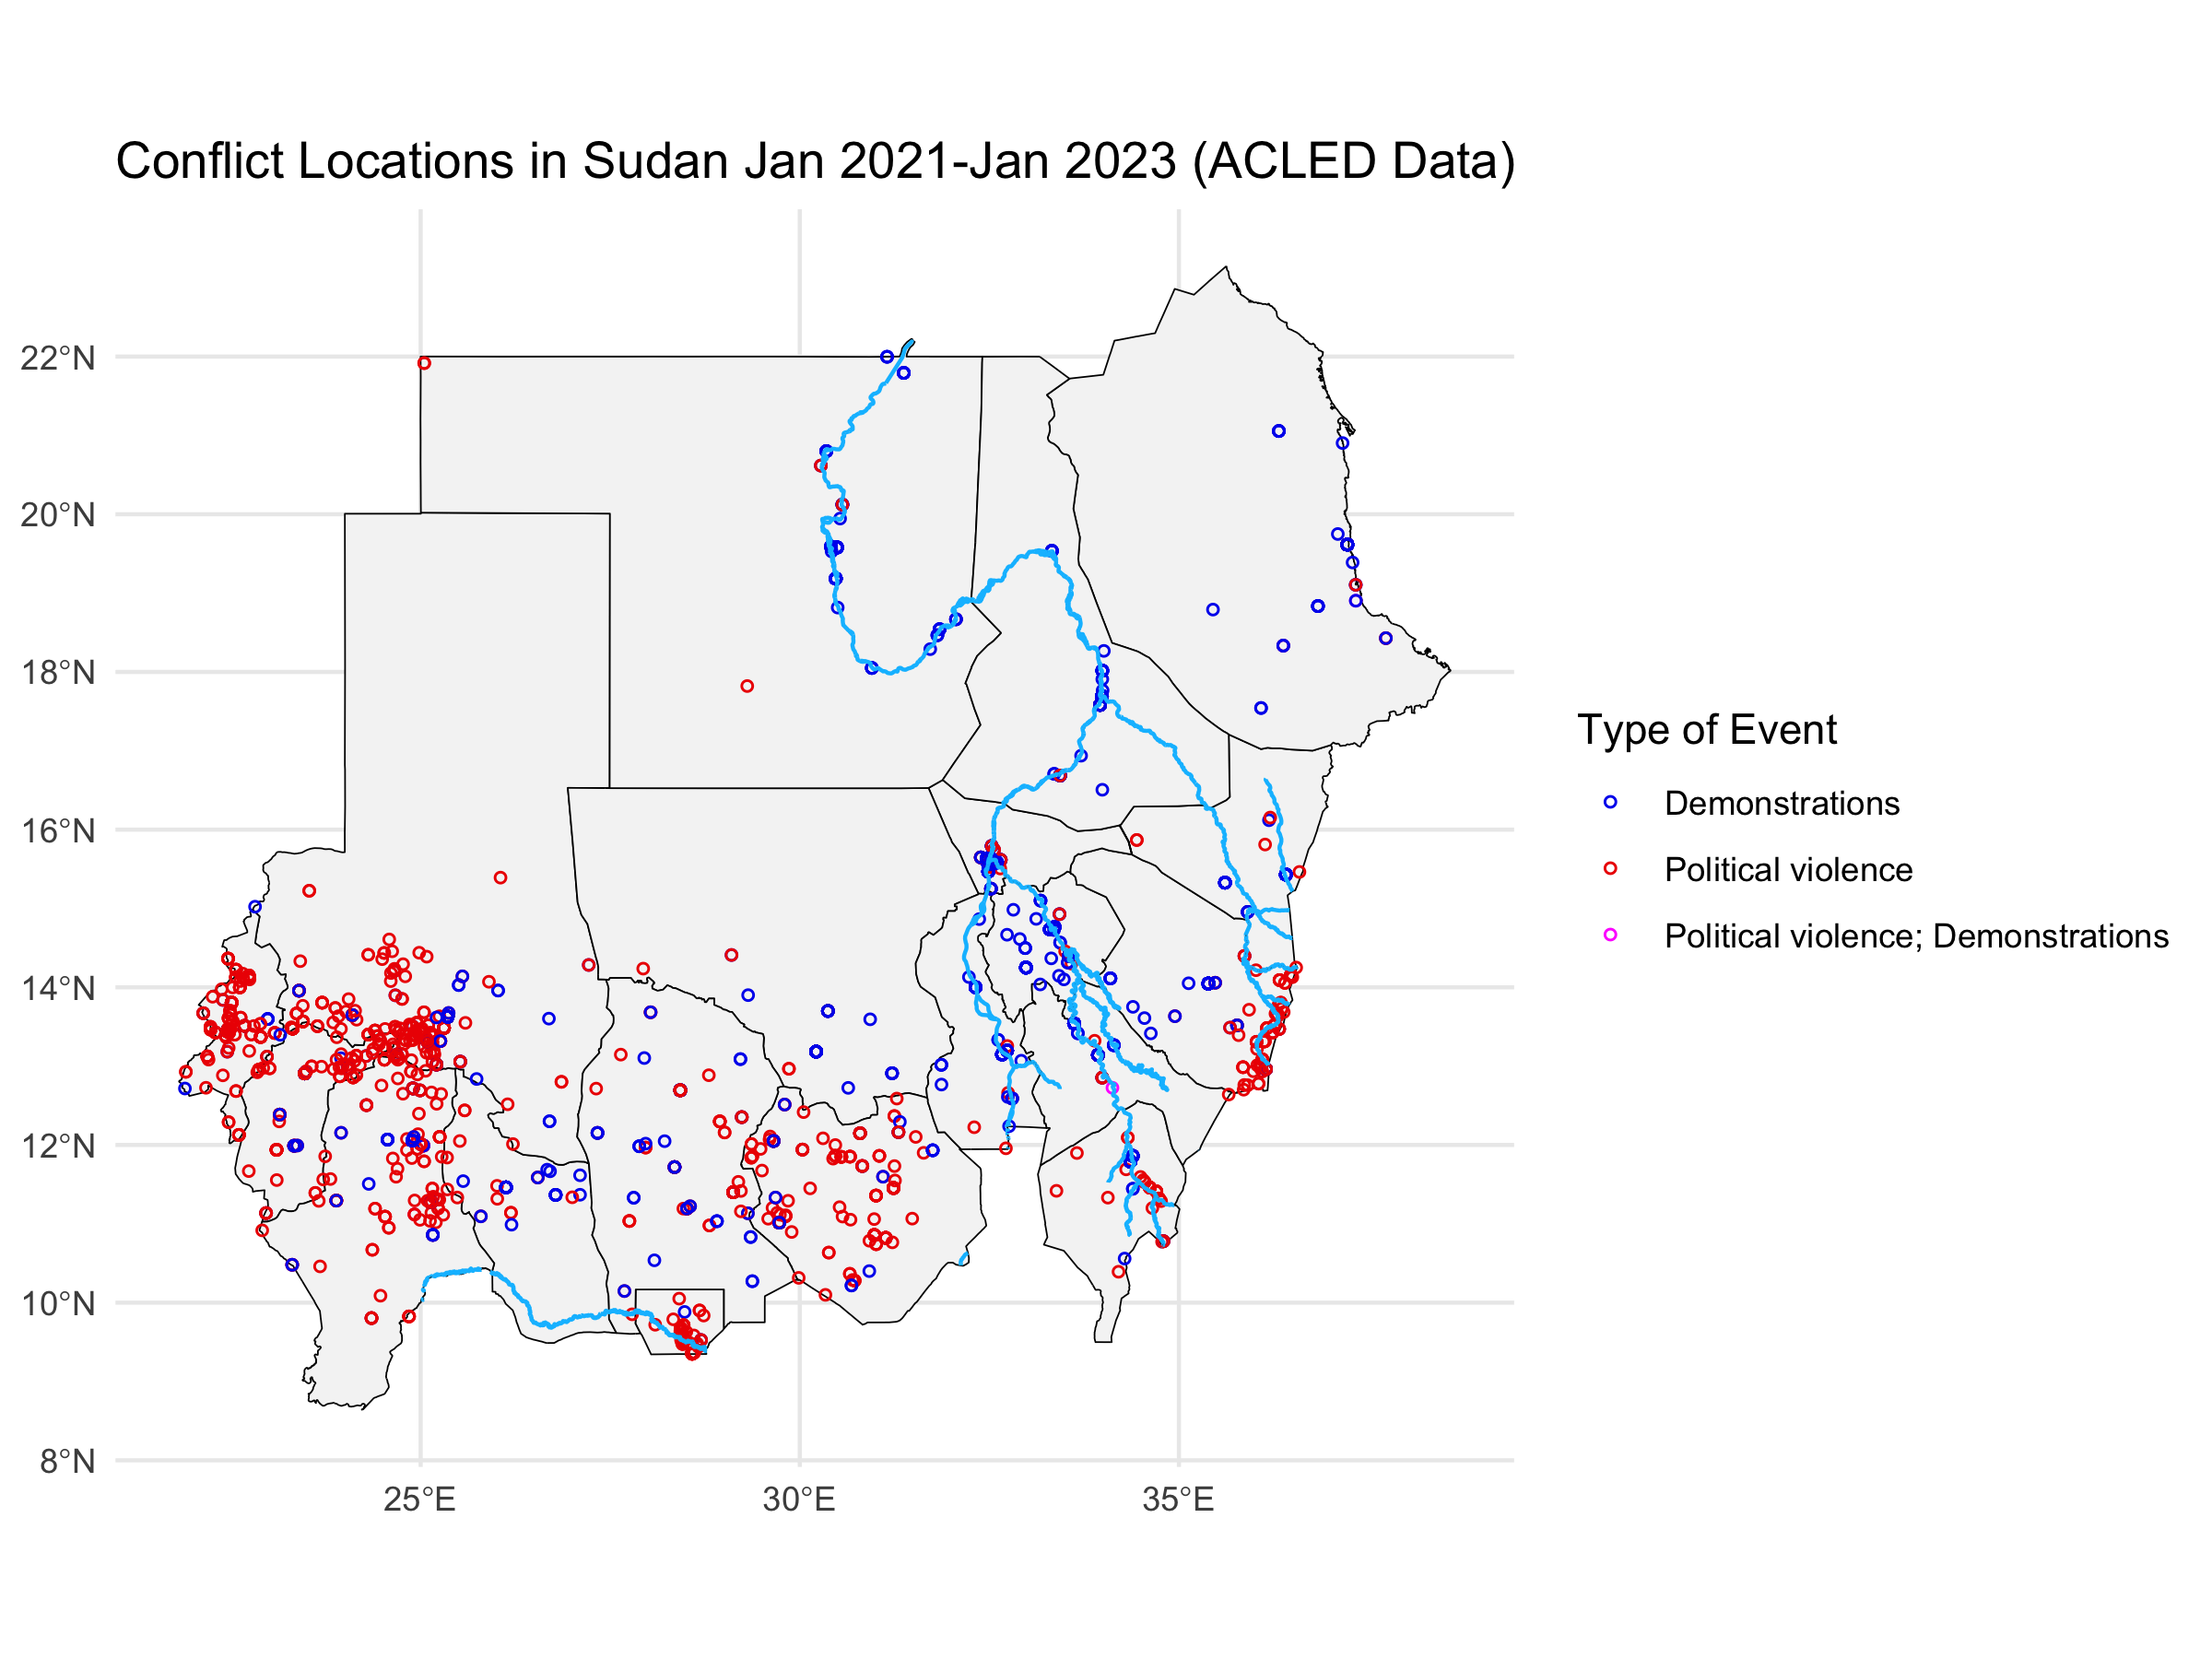 Conflict Locations in Sudan Jan 2021-Jan 2023 (ACLED Data)
22°N
20°N
18°N
16°N
14°N
12°N
10°N
8°N
25°E
30°E
35°E
Type of Event
Demonstrations
Political violence
Political violence; Demonstrations